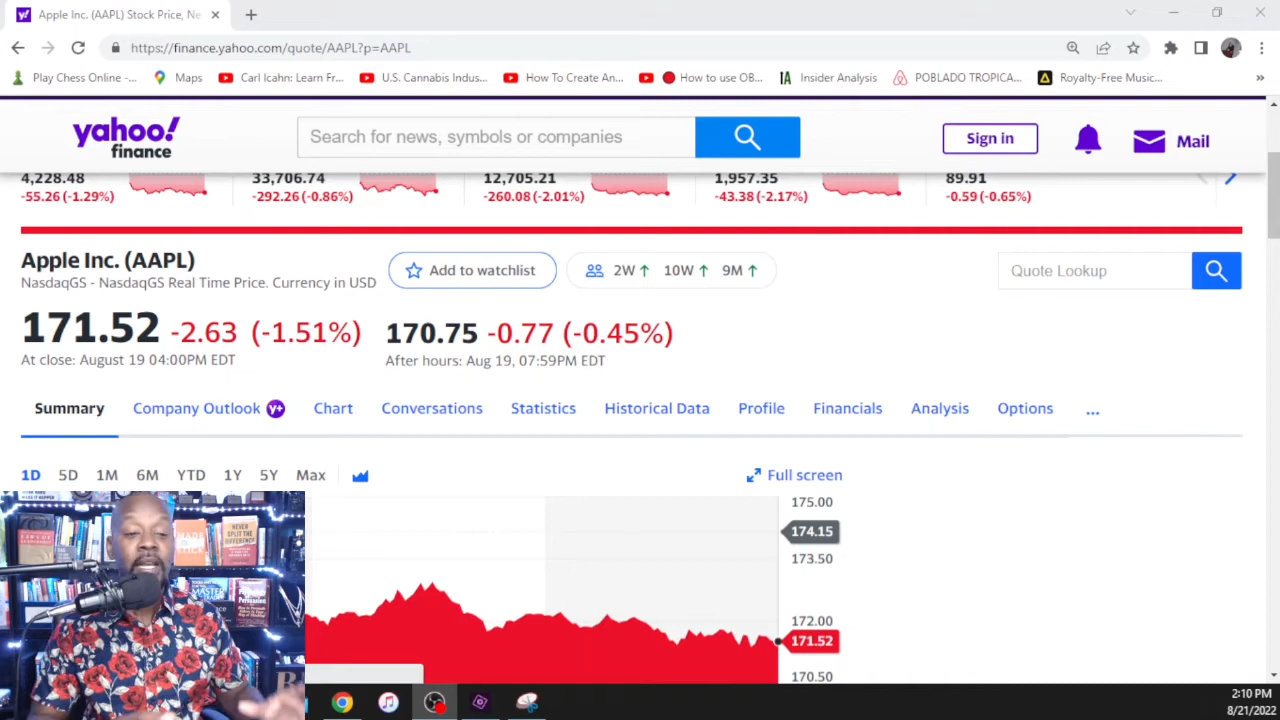 Apple Inc. (AAPL) Stock Price, Ne
https://finance.yahoo.com/quote/AAPL?p=AAPL
Play Chess Online -... Maps Carl Icahn: Learn Fr... U.S. Cannabis Indus... How To Create An... How to use OB... IA Insider Analysis POBLADO TROPICA... Royalty-Free Music... »
yahoo!
finance
Search for news, symbols or companies
Sign in
Mail
4,228.48 33,706.74 12,705.21 1,957.35 89.91
-55.26 (-1.29%) -292.26 (-0.86%) -260.08 (-2.01%) -43.38 (-2.17%) -0.59 (-0.65%)
Apple Inc. (AAPL)
NasdaqGS - NasdaqGS Real Time Price. Currency in USD
Add to watchlist
2W↑ 10W↑ 9M↑
Quote Lookup
171.52 -2.63 (-1.51%) 170.75 -0.77 (-0.45%)
At close: August 19 04:00PM EDT After hours: Aug 19, 07:59PM EDT
Summary Company Outlook y+ Chart Conversations Statistics Historical Data Profile Financials Analysis Options ...
1D 5D 1M 6M YTD 1Y 5Y Max Full screen
175.00
174.15
173.50
172.00
171.52
170.50
NEVER
SPLIT THE
DIFFERENCE
MASTER
2:10 PM
8/21/2022